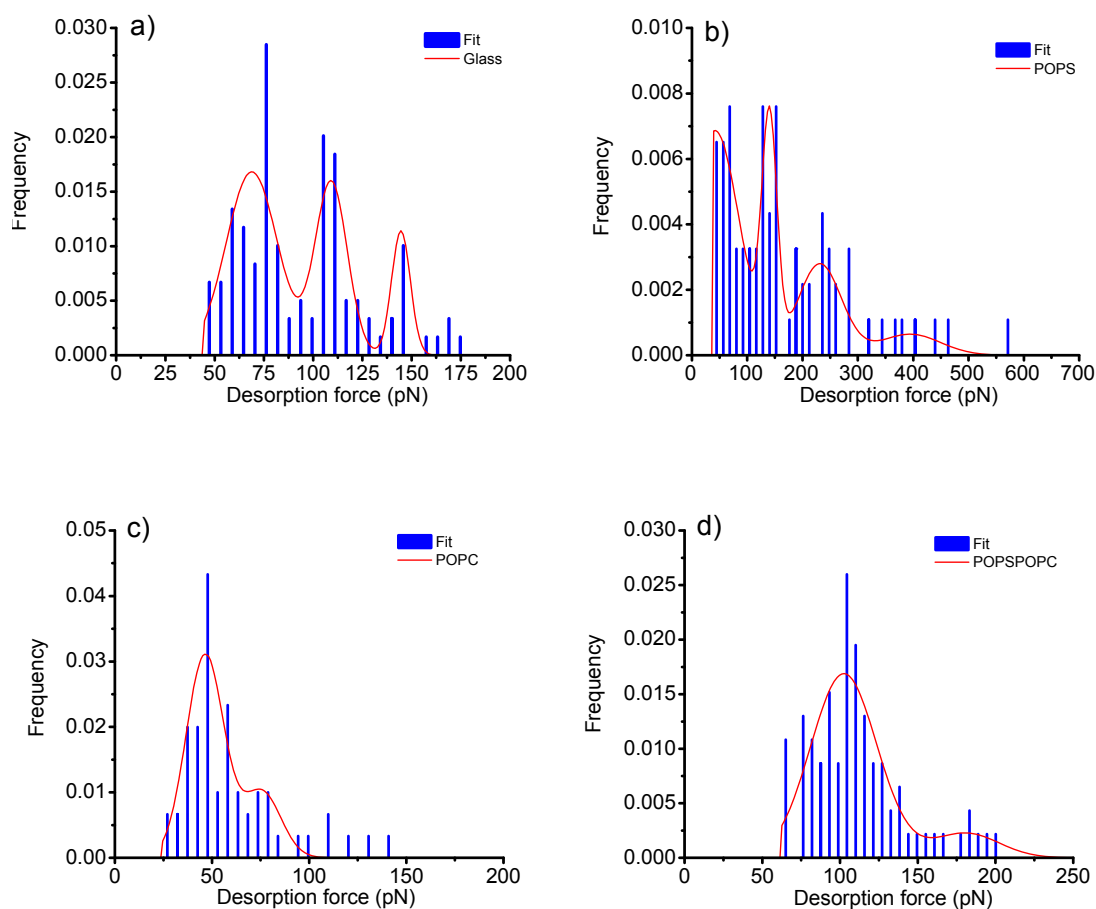 a)
Fit
Glass
0.030
0.025
0.020
0.015
0.010
0.005
0.000
Frequency
0 25 50 75 100 125 150 175 200
Desorption force (pN)
b)
Fit
POPS
0.010
0.008
0.006
0.004
0.002
0.000
Frequency
0 100 200 300 400 500 600 700
Desorption force (pN)
c)
Fit
POPC
0.05
0.04
0.03
0.02
0.01
0.00
Frequency
0 50 100 150 200
Desorption force (pN)
d)
Fit
POPSPOPC
0.030
0.025
0.020
0.015
0.010
0.005
0.000
Frequency
0 50 100 150 200 250
Desorption force (pN)